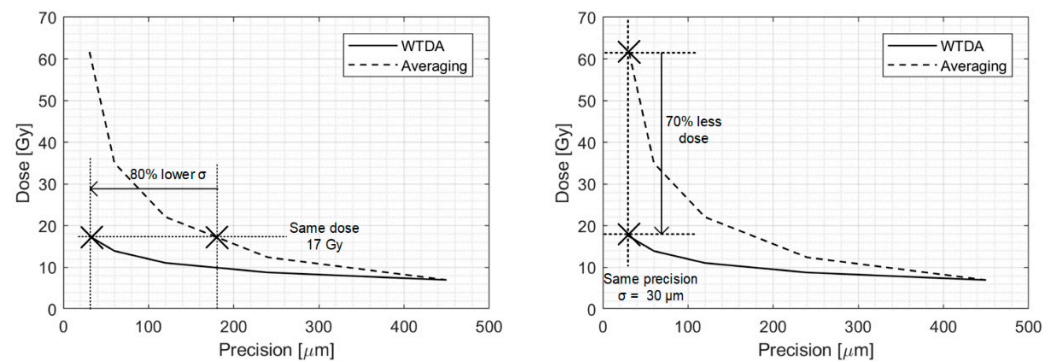 70
60
50
40
30
20
10
0
Dose [Gy]
WTDA
Averaging
80% lower σ
Same dose
17 Gy
0
100
200
300
400
500
Precision [μm]
70
60
50
40
30
20
10
0
Dose [Gy]
WTDA
Averaging
70% less
dose
Same precision
σ = 30 μm
0
100
200
300
400
500
Precision [μm]